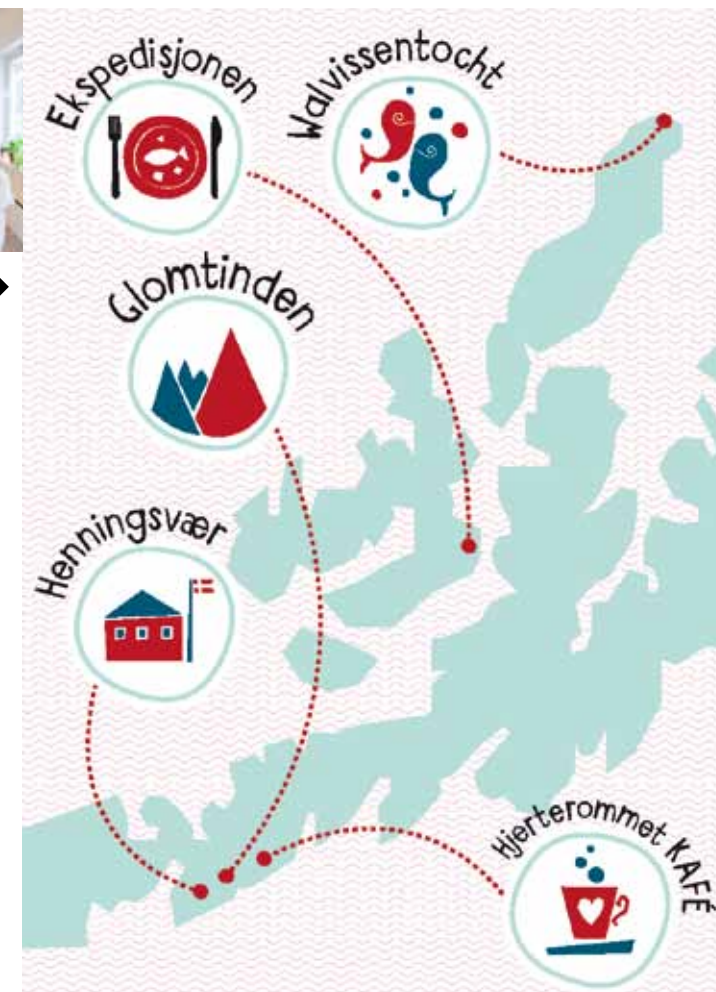 Ekspedisjonen
Walvissentocht
Glomtinden
Henningsvær
Hjerterommet KAFÉ